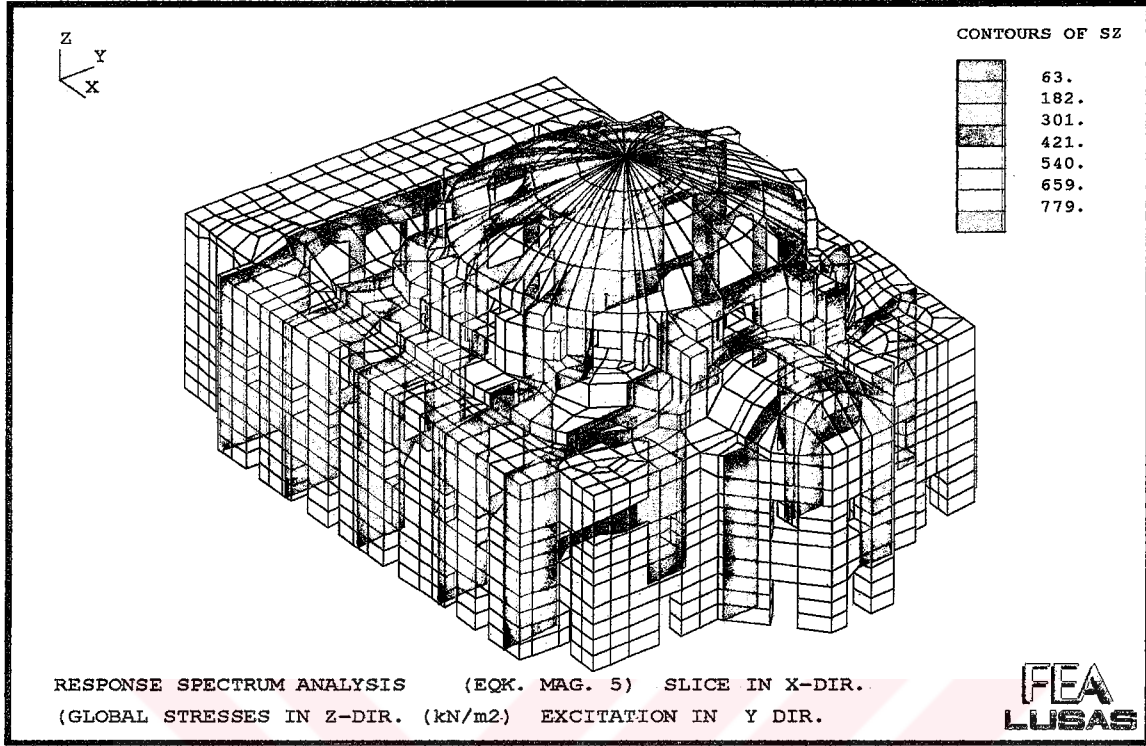 Z
Y
X
CONTOURS OF SZ
63.
182.
301.
421.
540.
659.
779.
RESPONSE SPECTRUM ANALYSIS (EQK. MAG. 5) SLICE IN X-DIR.
(GLOBAL STRESSES IN Z-DIR. (kN/m2) EXCITATION IN Y DIR.
FEA
LUSAS